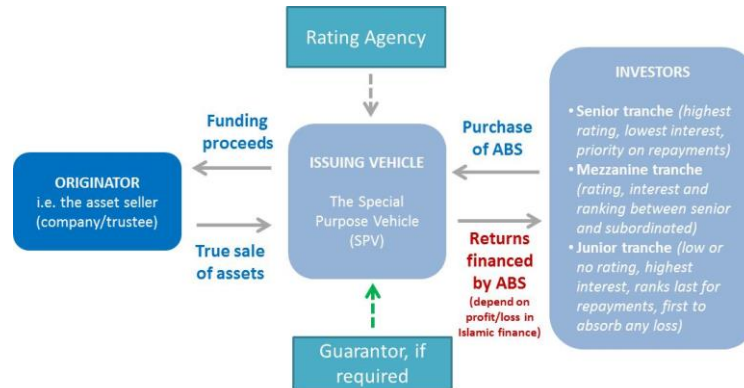 Rating Agency
Funding
proceeds
ORIGINATOR
i.e. the asset seller
(company/trustee)
True sale
of assets
ISSUING VEHICLE
The Special
Purpose Vehicle
(SPV)
Purchase
of ABS
Returns
financed
by ABS
(depend on
profit/loss in
Islamic finance)
INVESTORS
• Senior tranche (highest
rating, lowest interest,
priority on repayments)
• Mezzanine tranche
(rating, interest and
ranking between senior
and subordinated)
• Junior tranche (low or
no rating, highest
interest, ranks last for
repayments, first to
absorb any loss)
Guarantor, if
required